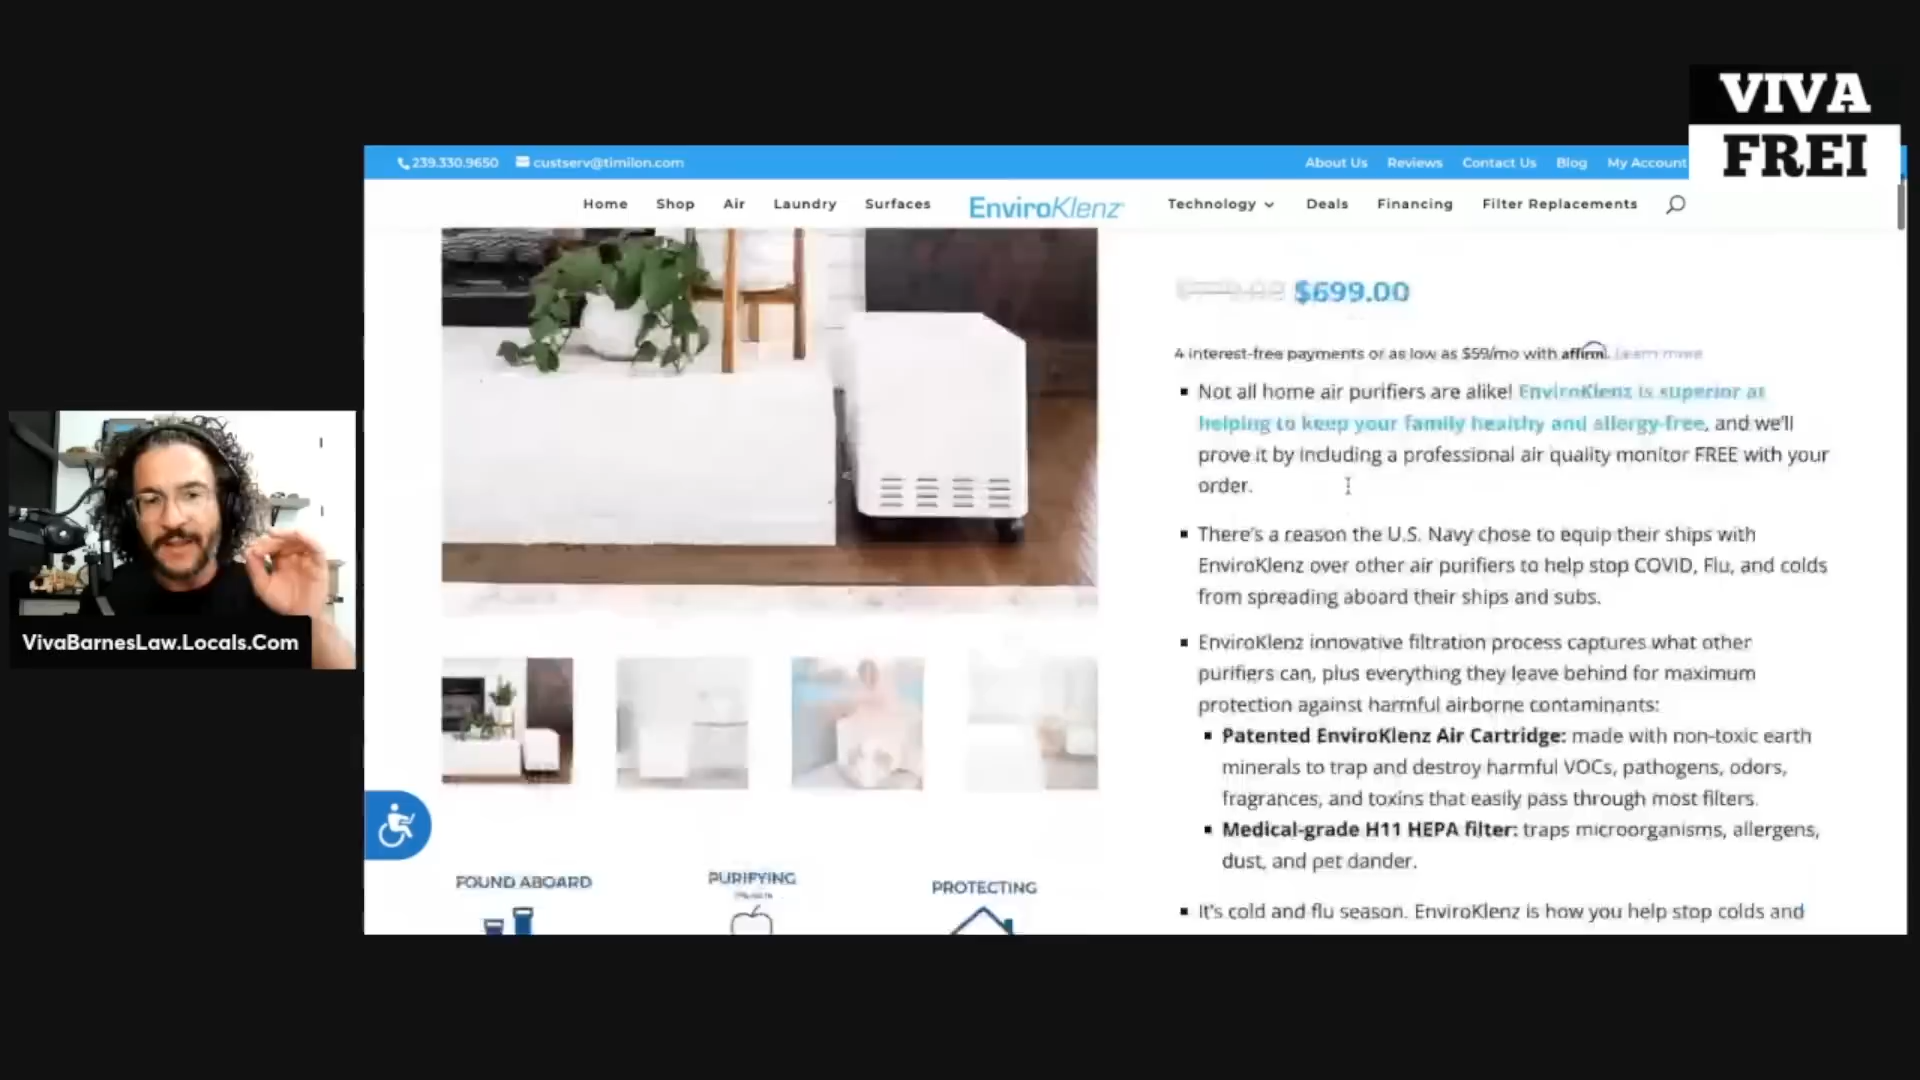 VIVA
FREI
239.330.9650 custserv@timilon.com About Us Reviews Contact Us Blog My Account
Home Shop Air Laundry Surfaces EnviroKlenz Technology Deals Financing Filter Replacements
$699.00
4 interest-free payments or as low as $59/mo with affirm. Learn more
Not all home air purifiers are alike! EnviroKlenz is superior at
helping to keep your family healthy and allergy-free, and we'll
prove it by including a professional air quality monitor FREE with your
order.
There's a reason the U.S. Navy chose to equip their ships with
EnviroKlenz over other air purifiers to help stop COVID, Flu, and colds
from spreading aboard their ships and subs.
EnviroKlenz innovative filtration process captures what other
purifiers can, plus everything they leave behind for maximum
protection against harmful airborne contaminants:
Patented EnviroKlenz Air Cartridge: made with non-toxic earth
minerals to trap and destroy harmful VOCs, pathogens, odors,
fragrances, and toxins that easily pass through most filters.
Medical-grade H11 HEPA filter: traps microorganisms, allergens,
dust, and pet dander.
It's cold and flu season. EnviroKlenz is how you help stop colds and
VivaBarnesLaw.Locals.Com
FOUND ABOARD
PURIFYING
PROTECTING